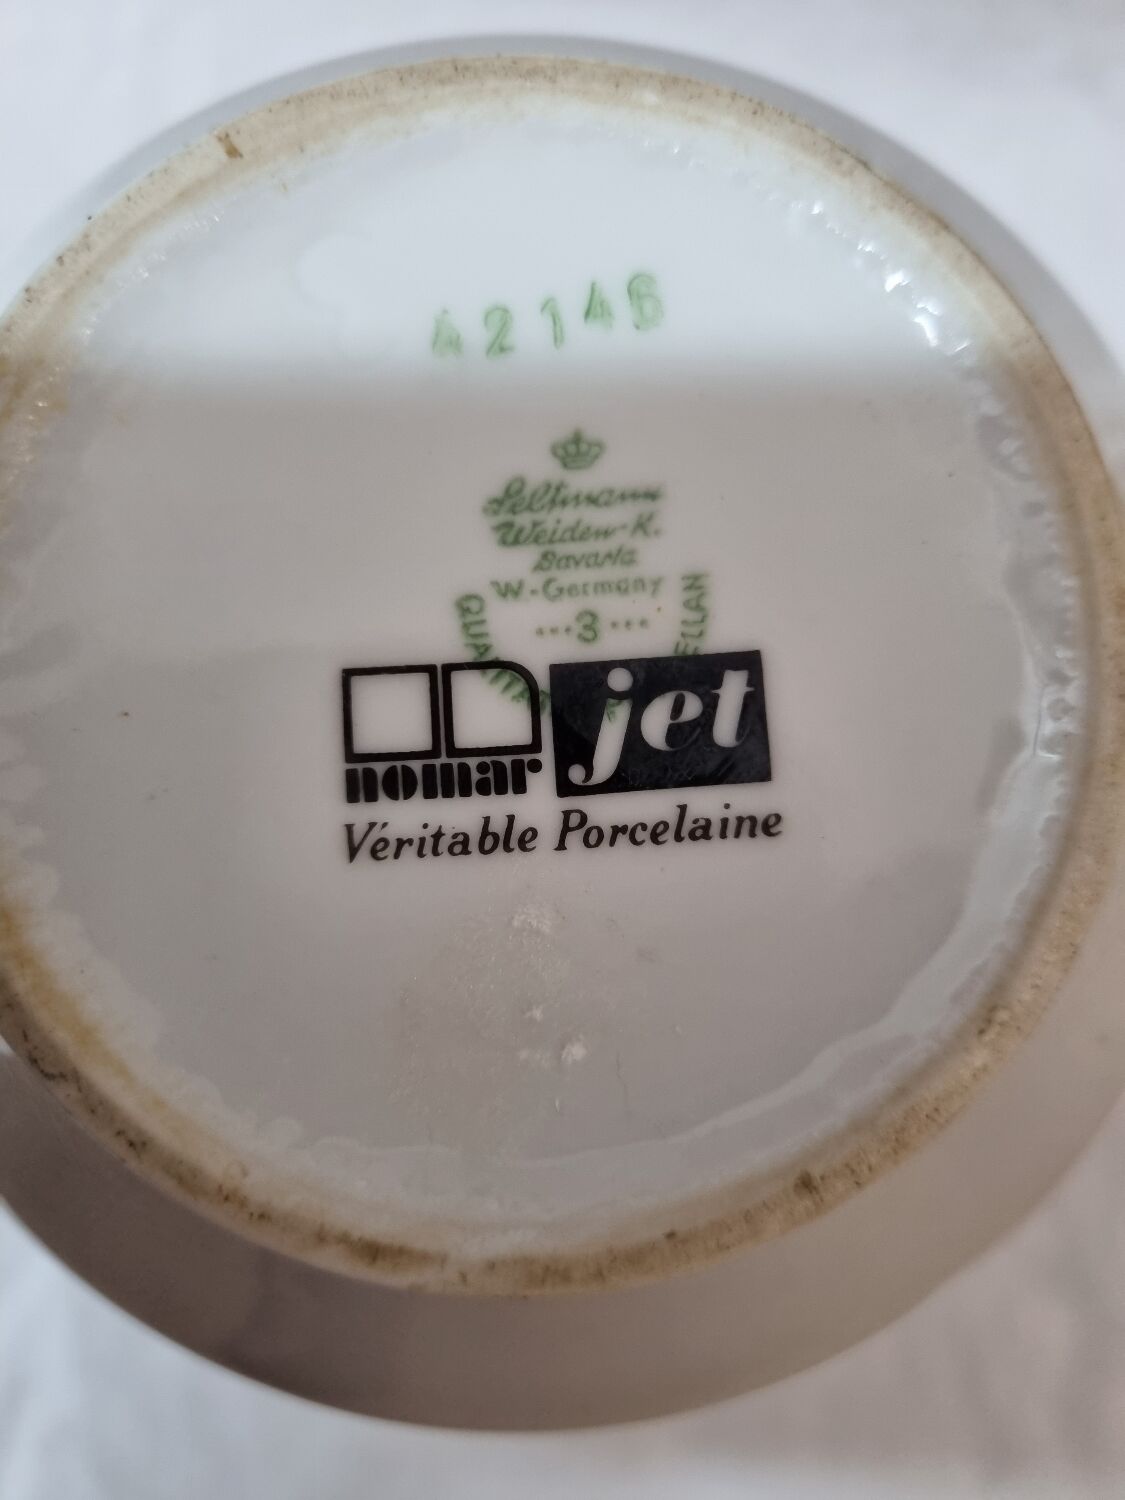 42146
Seltmann
Weiden-K.
Bavaria
W-Germany
...3...
nomar jet
Véritable Porcelaine